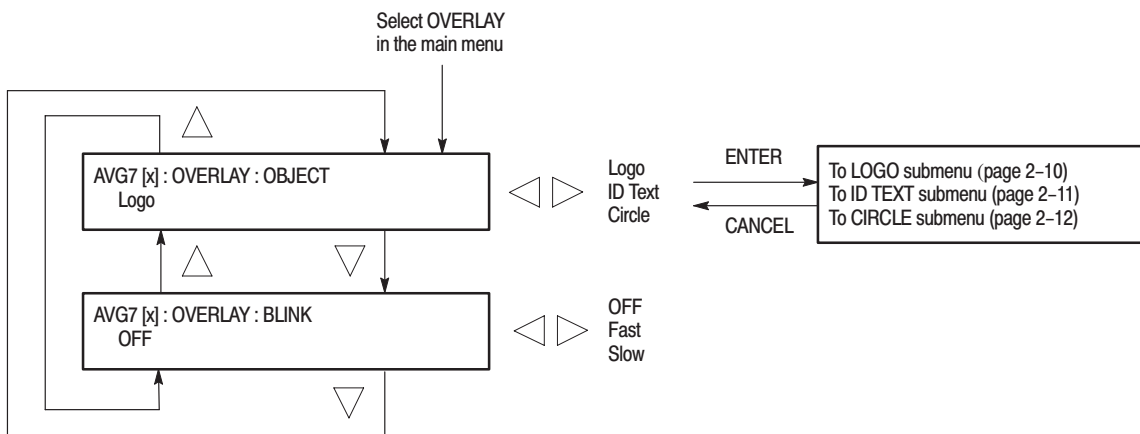 Select OVERLAY
in the main menu
AVG7 [x] : OVERLAY : OBJECT
Logo
Logo
ID Text
Circle
ENTER
CANCEL
To LOGO submenu (page 2–10)
To ID TEXT submenu (page 2–11)
To CIRCLE submenu (page 2–12)
AVG7 [x] : OVERLAY : BLINK
OFF
OFF
Fast
Slow